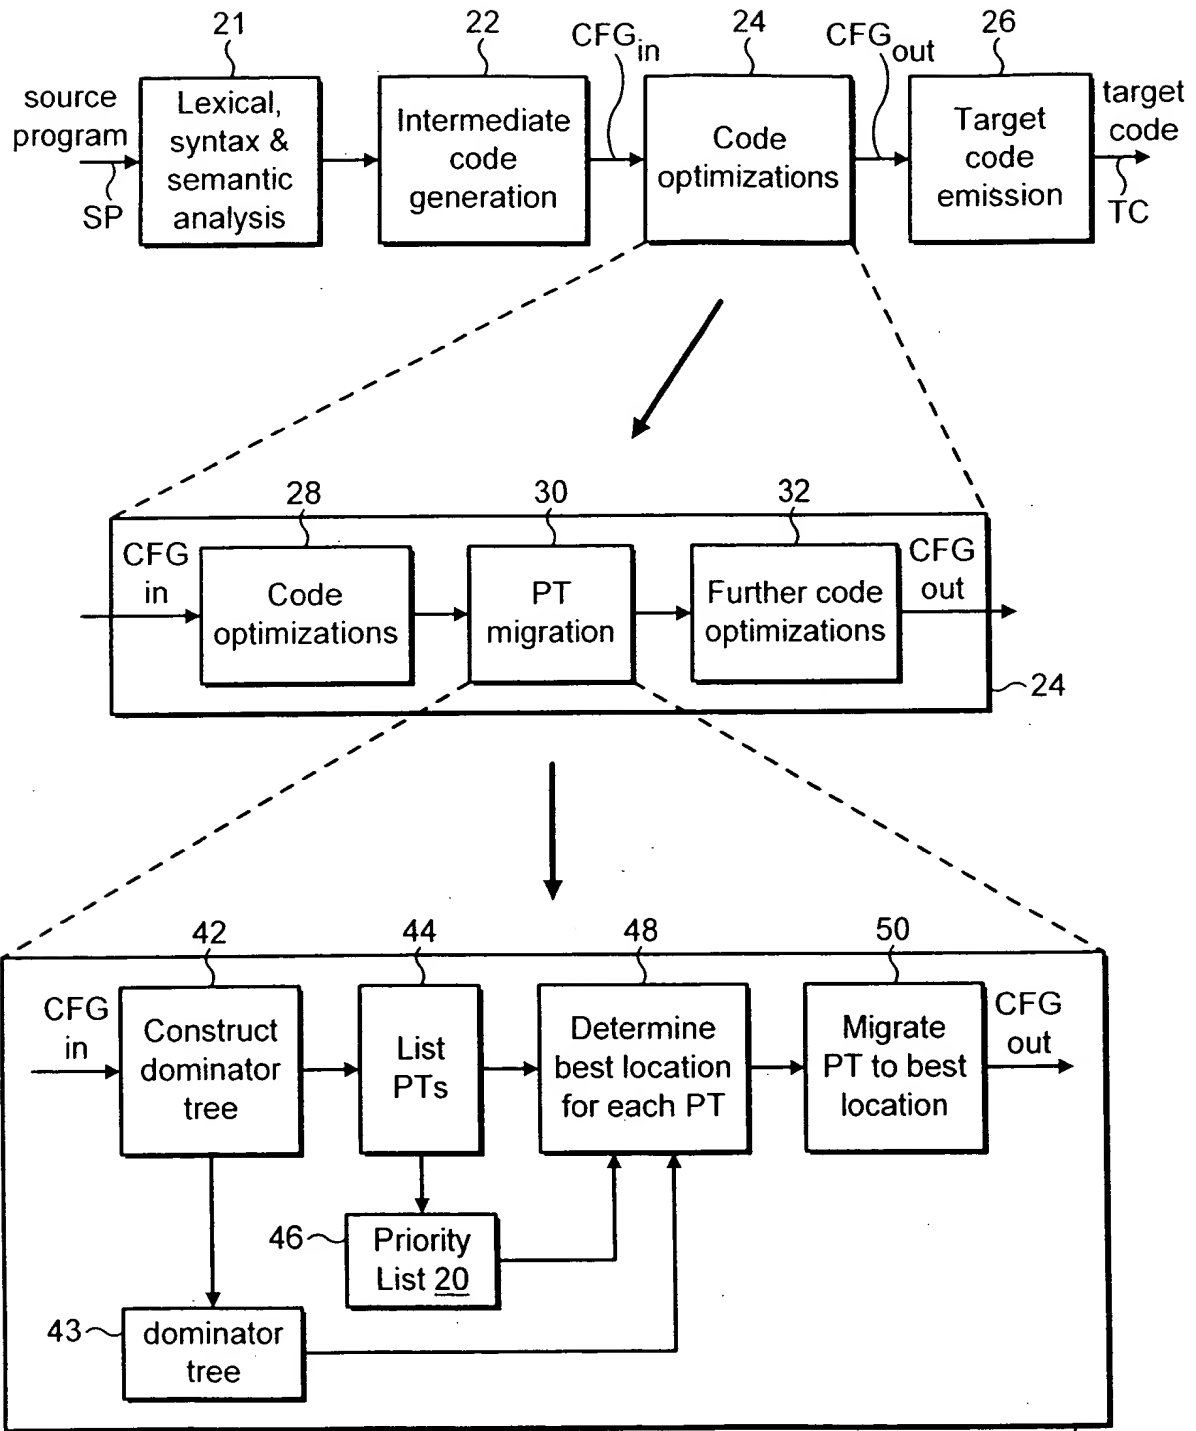 21
22
CFGin
24
CFGout
26
source
program
SP
Lexical,
syntax &
semantic
analysis
Intermediate
code
generation
Code
optimizations
Target
code
emission
target
code
TC
28
30
32
CFG
in
Code
optimizations
PT
migration
Further code
optimizations
CFG
out
24
42
44
48
50
CFG
in
Construct
dominator
tree
List
PTs
Determine
best location
for each PT
Migrate
PT to best
location
CFG
out
46
Priority
List 20
43
dominator
tree